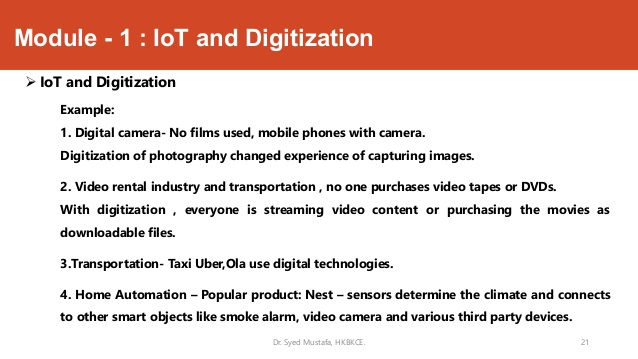 Module - 1 : IoT and Digitization
➢ IoT and Digitization
Example:
1. Digital camera- No films used, mobile phones with camera.
Digitization of photography changed experience of capturing images.
2. Video rental industry and transportation , no one purchases video tapes or DVDs.
With digitization , everyone is streaming video content or purchasing the movies as
downloadable files.
3.Transportation- Taxi Uber,Ola use digital technologies.
4. Home Automation – Popular product: Nest – sensors determine the climate and connects
to other smart objects like smoke alarm, video camera and various third party devices.
Dr. Syed Mustafa, HKBKCE.
21